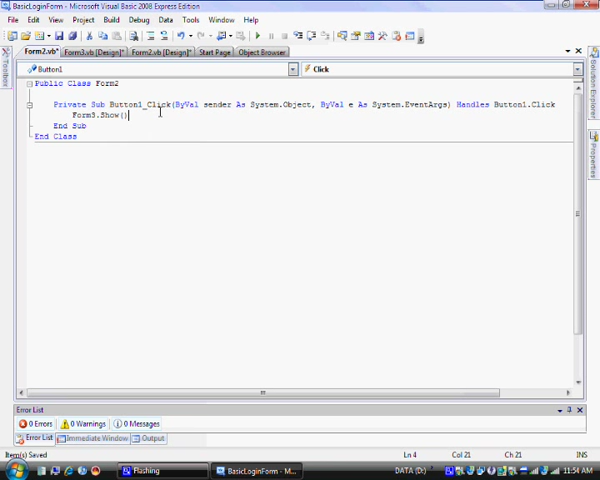 BasicLoginForm - Microsoft Visual Basic 2008 Express Edition
File Edit View Project Build Debug Data Tools Window Help
Form2.vb* Form3.vb [Design]* Form2.vb [Design]* Start Page Object Browser
Toolbox
Button1 Click
Solution Explorer
Properties
Public Class Form2
Private Sub Button1_Click(ByVal sender As System.Object, ByVal e As System.EventArgs) Handles Button1.Click
Form3.Show()
End Sub
End Class
Error List
0 Errors 0 Warnings 0 Messages
Error List Immediate Window Output
Item(s) Saved Ln 4 Col 21 Ch 21 INS
Flashing BasicLoginForm - M... DATA (D:) 11:54 AM